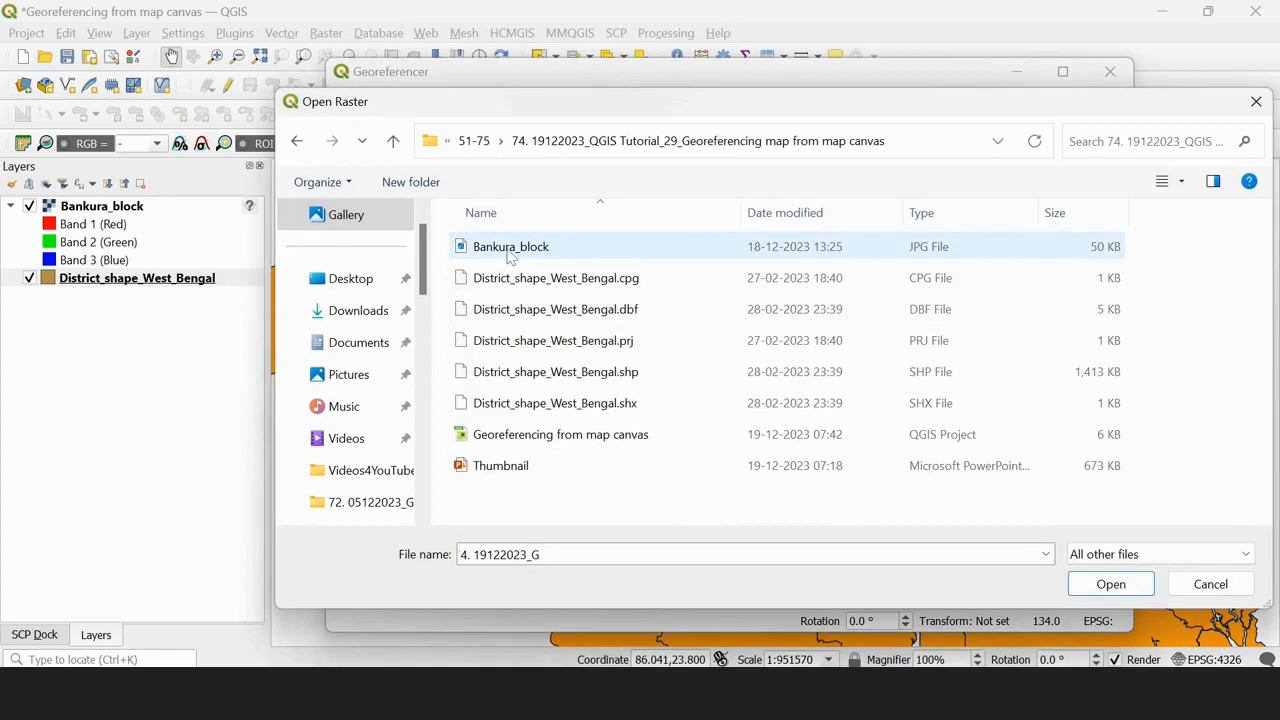 *Georeferencing from map canvas — QGIS
Project Edit View Layer Settings Plugins Vector Raster Database Web Mesh HCMGIS MMQGIS SCP Processing Help
Georeferencer
Open Raster
« 51-75 › 74. 19122023_QGIS Tutorial_29_Georeferencing map from map canvas
Search 74. 19122023_QGIS ...
RGB = -
ROI
Layers
Organize
New folder
Name Date modified Type Size
Bankura_block
Band 1 (Red)
Band 2 (Green)
Band 3 (Blue)
District_shape_West_Bengal
Gallery
Desktop
Downloads
Documents
Pictures
Music
Videos
Videos4YouTube
72. 05122023_G
Bankura_block 18-12-2023 13:25 JPG File 50 KB
District_shape_West_Bengal.cpg 27-02-2023 18:40 CPG File 1 KB
District_shape_West_Bengal.dbf 28-02-2023 23:39 DBF File 5 KB
District_shape_West_Bengal.prj 27-02-2023 18:40 PRJ File 1 KB
District_shape_West_Bengal.shp 28-02-2023 23:39 SHP File 1,413 KB
District_shape_West_Bengal.shx 28-02-2023 23:39 SHX File 1 KB
Georeferencing from map canvas 19-12-2023 07:42 QGIS Project 6 KB
Thumbnail 19-12-2023 07:18 Microsoft PowerPoint... 673 KB
File name: 4. 19122023_G
All other files
Open Cancel
Rotation 0.0 ° Transform: Not set 134.0 EPSG:
SCP Dock Layers
Type to locate (Ctrl+K)
Coordinate 86.041,23.800 Scale 1:951570 Magnifier 100% Rotation 0.0 ° Render EPSG:4326